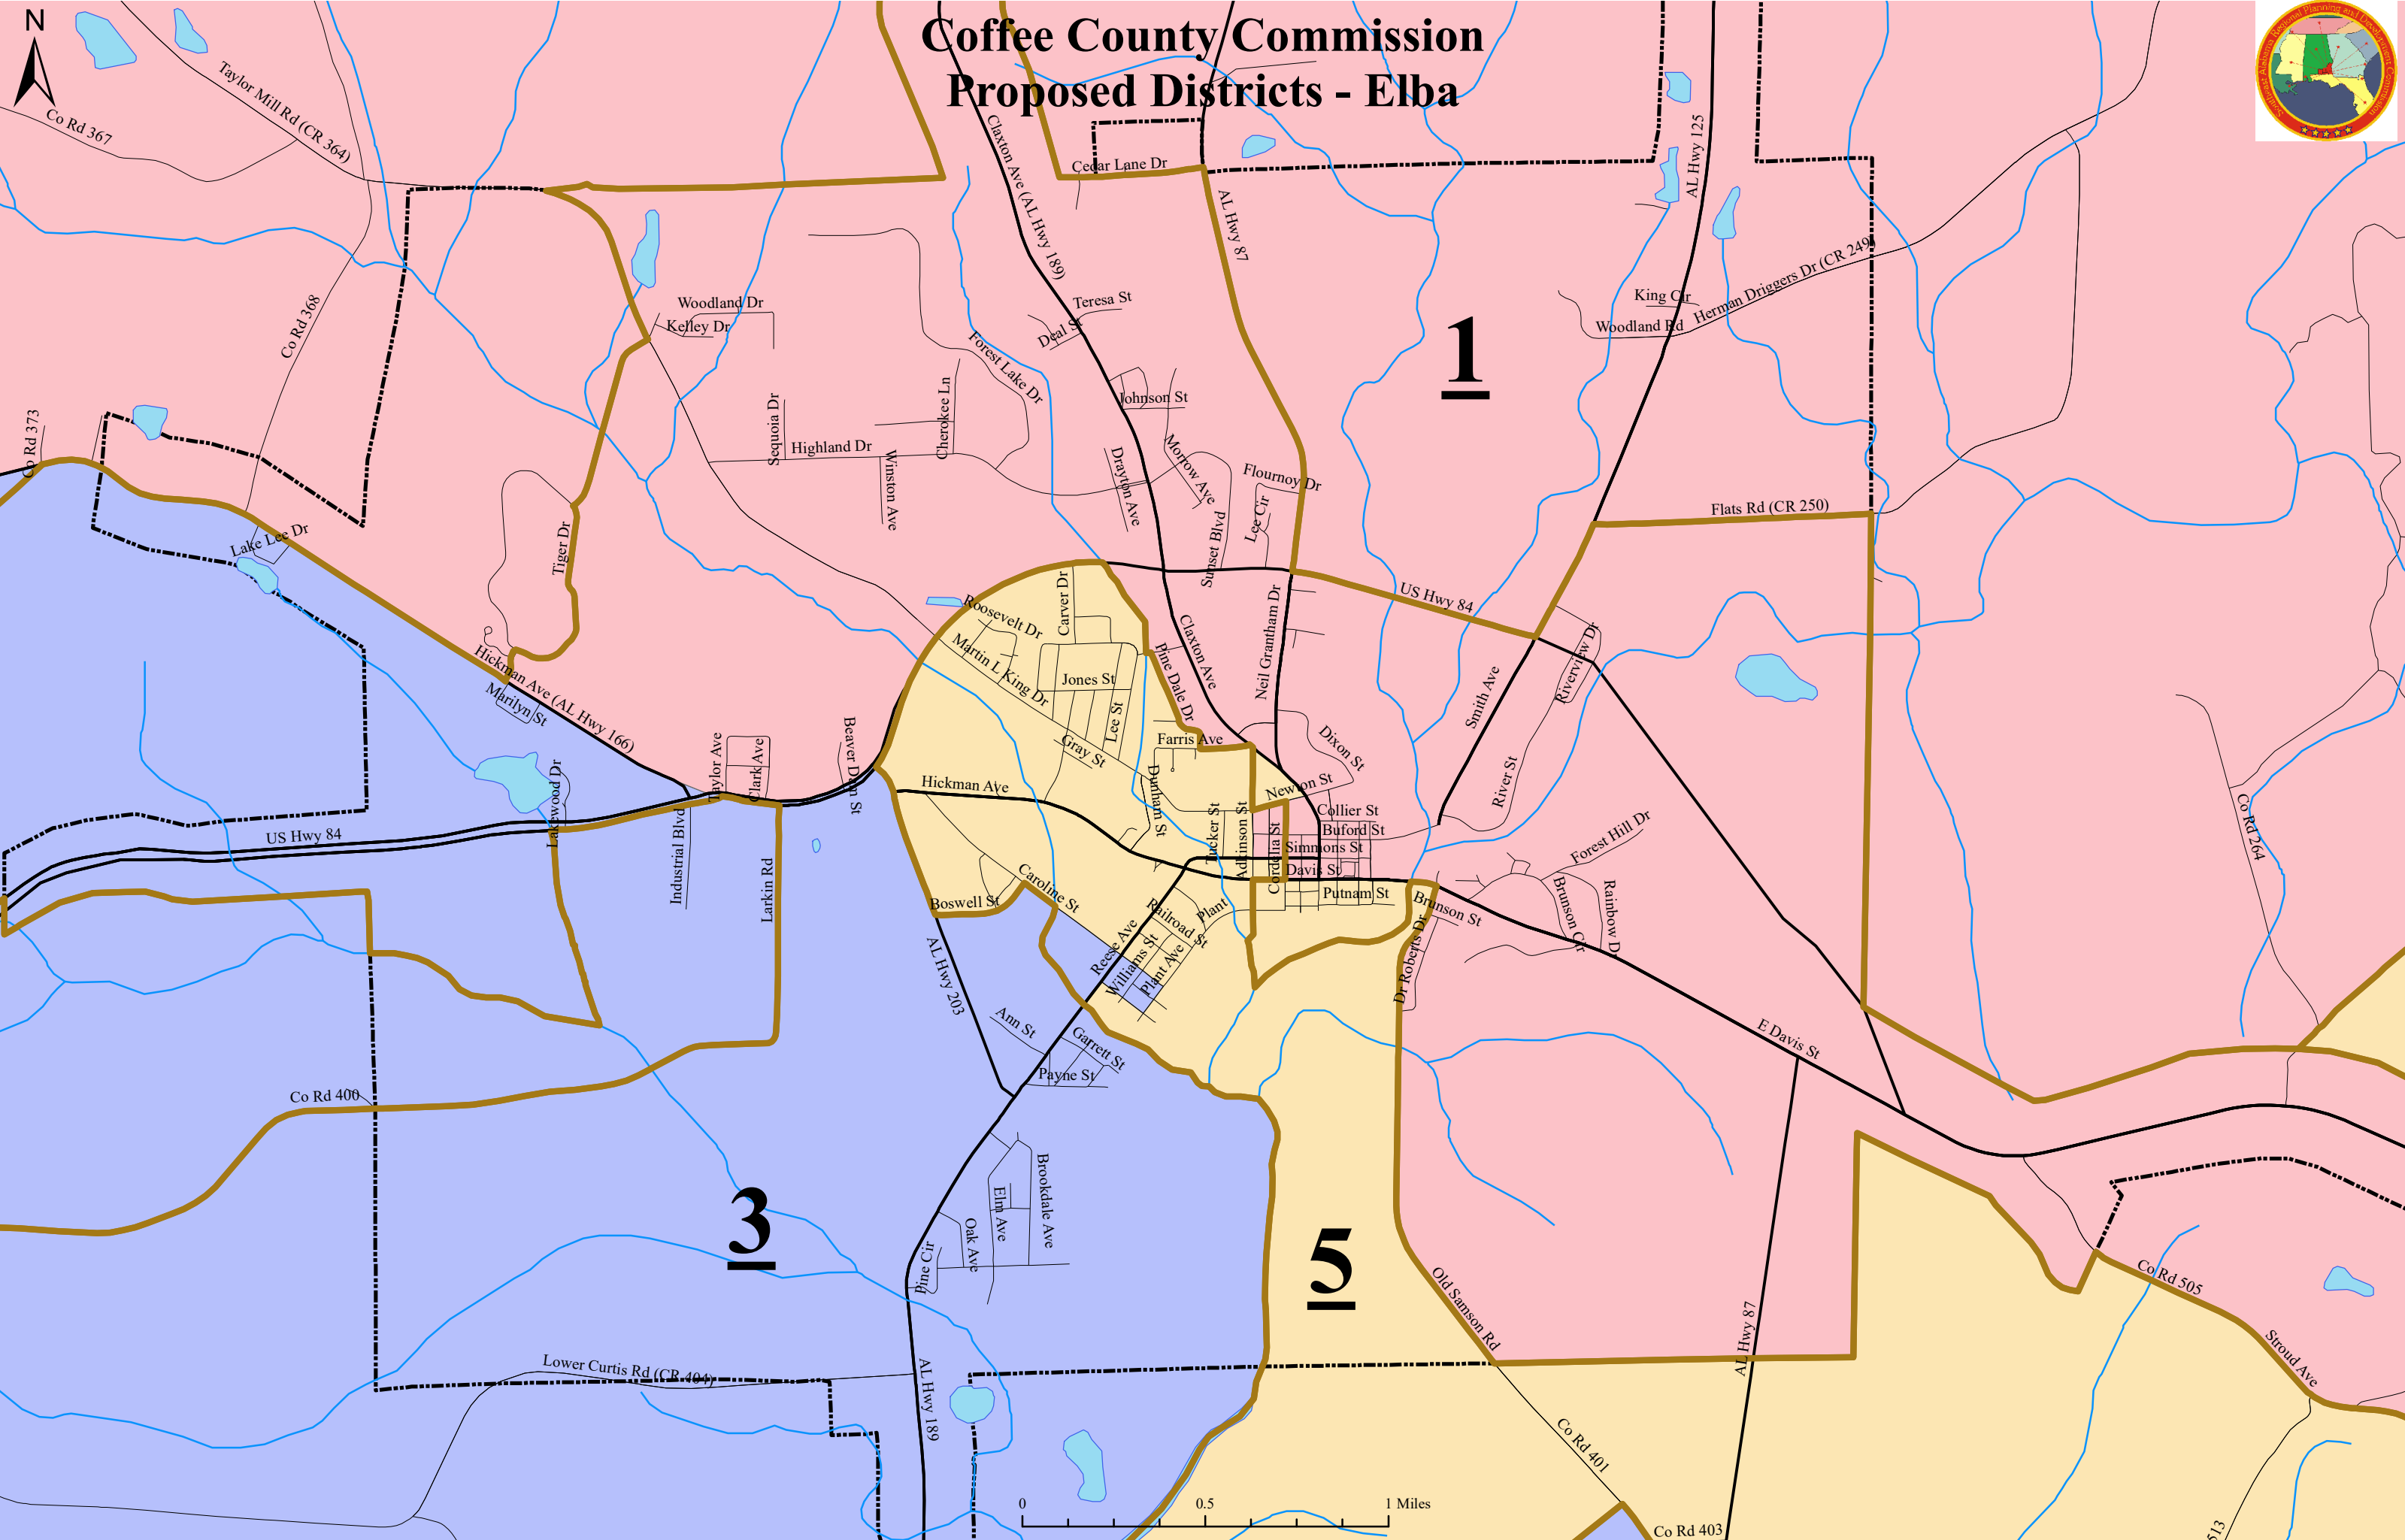 Coffee County Commission
Proposed Districts - Elba
N
Southeast Alabama Regional Planning and Development Commission
Taylor Mill Rd (CR 364)
Co Rd 367
Claxton Ave (AL Hwy 189)
Cedar Lane Dr
AL Hwy 87
AL Hwy 125
Herman Driggers Dr (CR 249)
King Cir
Woodland Rd
Co Rd 368
Woodland Dr
Kelley Dr
Teresa St
Deal St
Forest Lake Dr
1
Johnson St
Sequoia Dr
Cherokee Ln
Highland Dr
Winston Ave
Drayton Ave
Morrow Ave
Flournoy Dr
Lee Cir
Sunset Blvd
Co Rd 373
Flats Rd (CR 250)
Lake Lee Dr
Tiger Dr
US Hwy 84
Roosevelt Dr
Carver Dr
Martin L King Dr
Claxton Ave
Neil Grantham Dr
Pine Dale Dr
Riverview Dr
Smith Ave
Hickman Ave (AL Hwy 166)
Marilyn St
Jones St
Lee St
Gray St
Farris Ave
Dixon St
Taylor Ave
Clark Ave
Beaver Dam St
Hickman Ave
Dunham St
Newton St
River St
Lakewood Dr
Collier St
Buford St
Tucker St
Adkinson St
Cordelia St
Simmons St
Davis St
Putnam St
Forest Hill Dr
Co Rd 264
US Hwy 84
Industrial Blvd
Larkin Rd
Caroline St
Boswell St
Brunson St
Brunson Cir
Rainbow Dr
Railroad St
Plant
Reese Ave
Williams St
Plant Ave
Dr Roberts Dr
AL Hwy 203
Ann St
Garrett St
Payne St
E Davis St
Co Rd 400
Brookdale Ave
Elm Ave
Oak Ave
Pine Cir
3
5
Old Samson Rd
AL Hwy 87
Co Rd 505
Stroud Ave
Lower Curtis Rd (CR 404)
AL Hwy 189
Co Rd 401
0 0.5 1 Miles
Co Rd 403
513